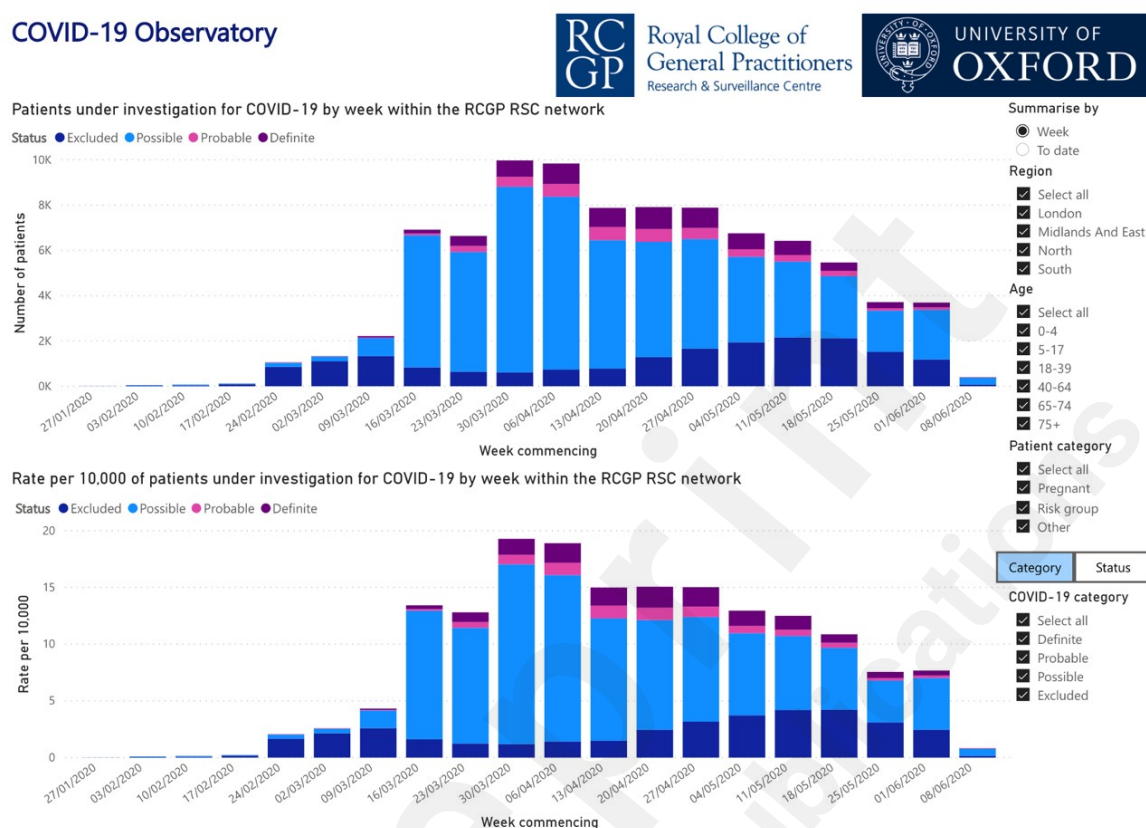 COVID-19 Observatory
RC
GP
Royal College of
General Practitioners
Research & Surveillance Centre
UNIVERSITY OF
OXFORD
Patients under investigation for COVID-19 by week within the RCGP RSC network
Status Excluded Possible Probable Definite
10K
8K
6K
4K
2K
0K
Number of patients
27/01/2020 03/02/2020 10/02/2020 17/02/2020 24/02/2020 02/03/2020 09/03/2020 16/03/2020 23/03/2020 30/03/2020 06/04/2020 13/04/2020 20/04/2020 27/04/2020 04/05/2020 11/05/2020 18/05/2020 25/05/2020 01/06/2020 08/06/2020
Week commencing
Rate per 10,000 of patients under investigation for COVID-19 by week within the RCGP RSC network
Status Excluded Possible Probable Definite
20
15
10
5
0
Rate per 10,000
27/01/2020 03/02/2020 10/02/2020 17/02/2020 24/02/2020 02/03/2020 09/03/2020 16/03/2020 23/03/2020 30/03/2020 06/04/2020 13/04/2020 20/04/2020 27/04/2020 04/05/2020 11/05/2020 18/05/2020 25/05/2020 01/06/2020 08/06/2020
Week commencing
Summarise by
Week
To date
Region
Select all
London
Midlands And East
North
South
Age
Select all
0-4
5-17
18-39
40-64
65-74
75+
Patient category
Select all
Pregnant
Risk group
Other
Category Status
COVID-19 category
Select all
Definite
Probable
Possible
Excluded